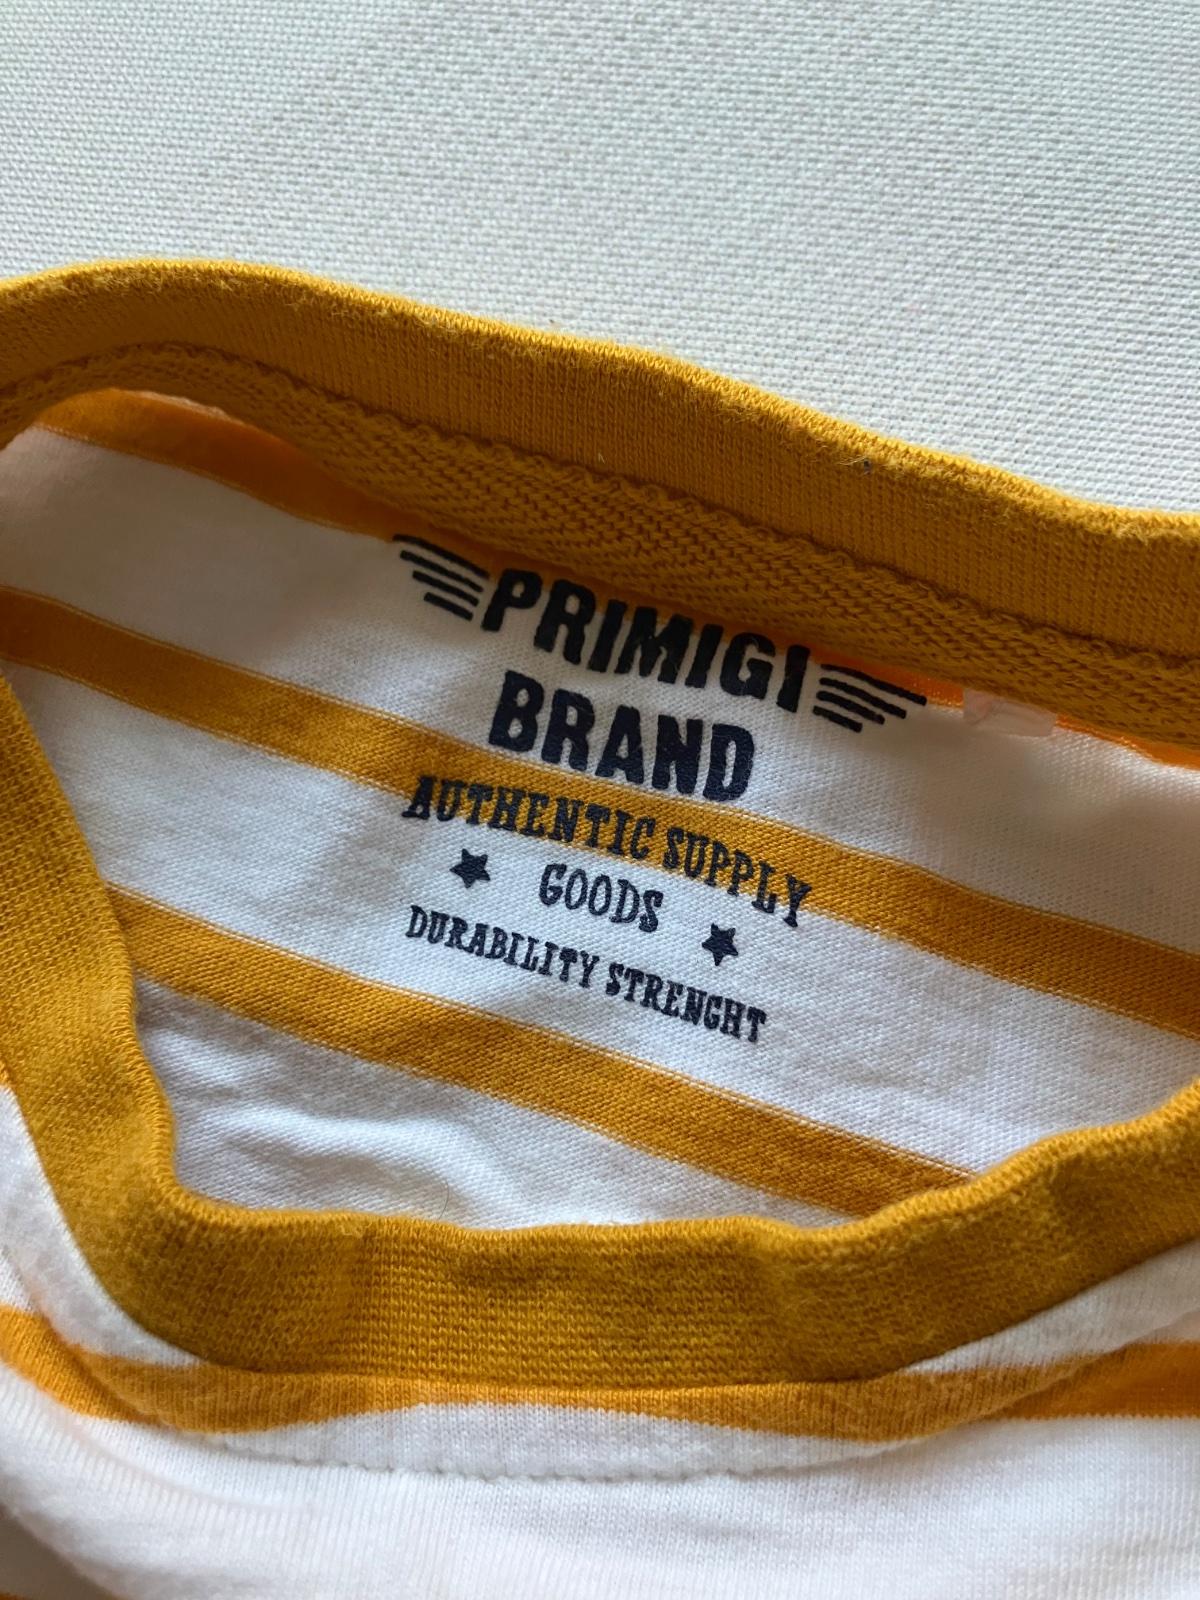 PRIMIGI
BRAND
AUTHENTIC SUPPLY
GOODS
DURABILITY STRENGHT